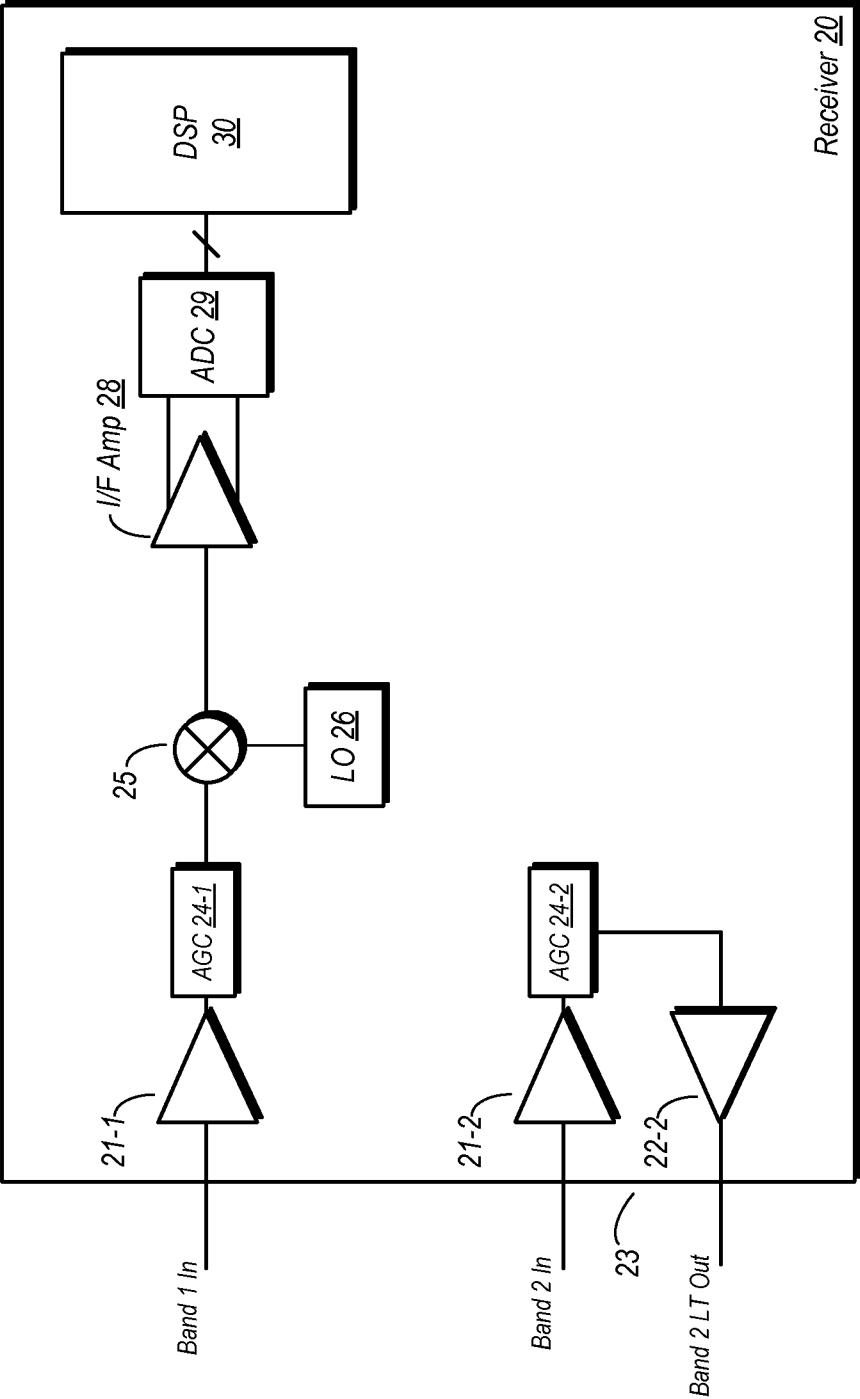 Band 1 In
21-1
AGC 24-1
25
LO 26
I/F Amp 28
ADC 29
DSP
30
Band 2 In
21-2
AGC 24-2
23
Band 2 LT Out
22-2
Receiver 20